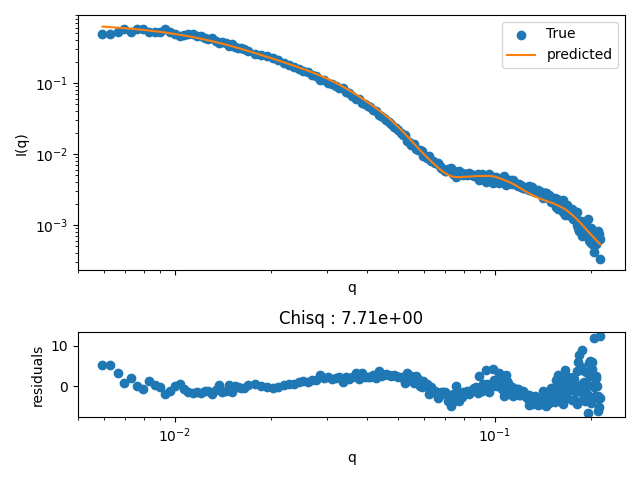 True
predicted
10⁻¹
10⁻²
10⁻³
I(q)
q
Chisq : 7.71e+00
10
0
residuals
10⁻²
10⁻¹
q